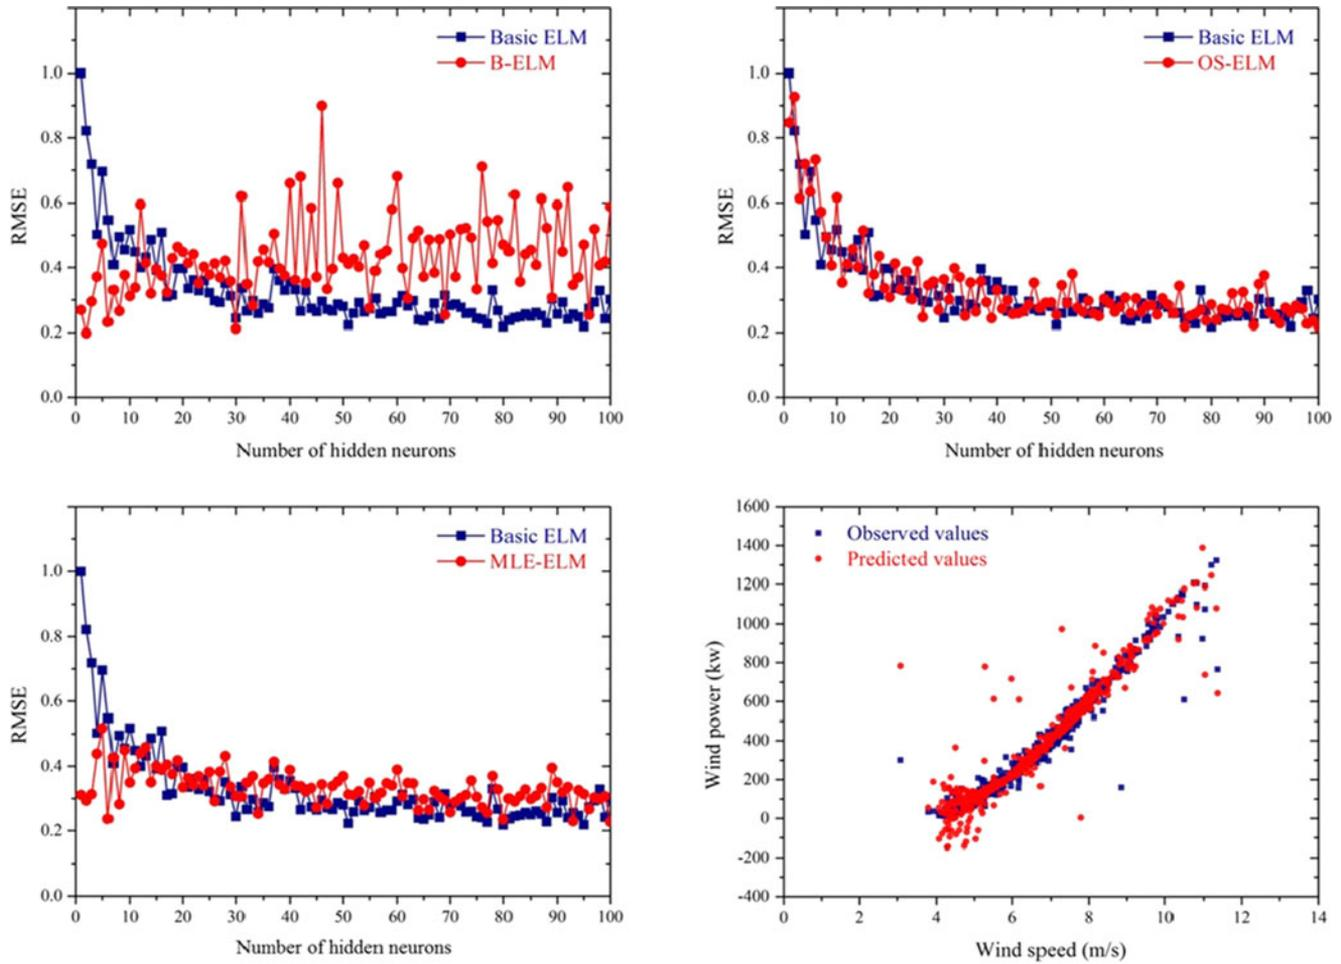 Basic ELM
B-ELM
RMSE
1.0
0.8
0.6
0.4
0.2
0.0
0 10 20 30 40 50 60 70 80 90 100
Number of hidden neurons
Basic ELM
OS-ELM
RMSE
1.0
0.8
0.6
0.4
0.2
0.0
0 10 20 30 40 50 60 70 80 90 100
Number of hidden neurons
Basic ELM
MLE-ELM
RMSE
1.0
0.8
0.6
0.4
0.2
0.0
0 10 20 30 40 50 60 70 80 90 100
Number of hidden neurons
Observed values
Predicted values
Wind power (kw)
1600
1400
1200
1000
800
600
400
200
0
-200
-400
0 2 4 6 8 10 12 14
Wind speed (m/s)